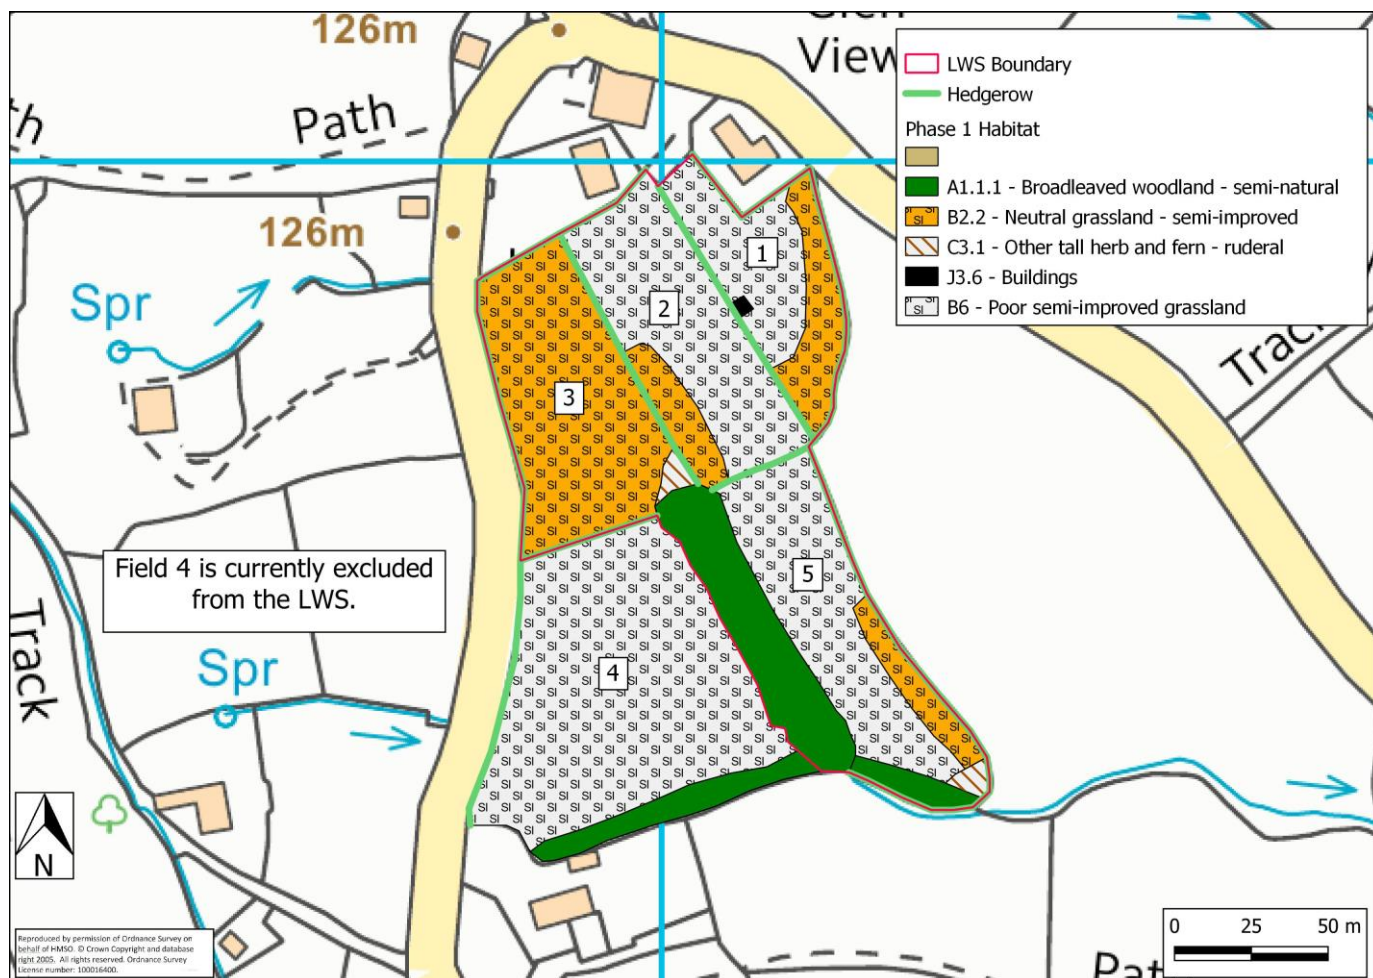 126m
Glen
View
LWS Boundary
Hedgerow
Phase 1 Habitat
A1.1.1 - Broadleaved woodland - semi-natural
B2.2 - Neutral grassland - semi-improved
C3.1 - Other tall herb and fern - ruderal
J3.6 - Buildings
B6 - Poor semi-improved grassland
th
Path
126m
Spr
1
2
3
Track
Field 4 is currently excluded
from the LWS.
5
4
Track
Spr
N
0 25 50 m
Path
Reproduced by permission of Ordnance Survey on
behalf of HMSO. © Crown Copyright and database
right 2005. All rights reserved. Ordnance Survey
License number: 100016400.